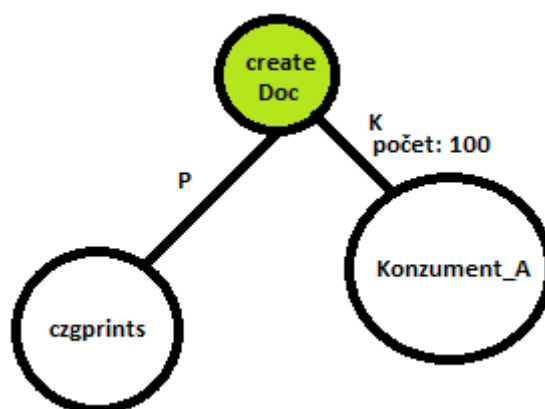 create
Doc
K
počet: 100
P
Konzument_A
czgprints